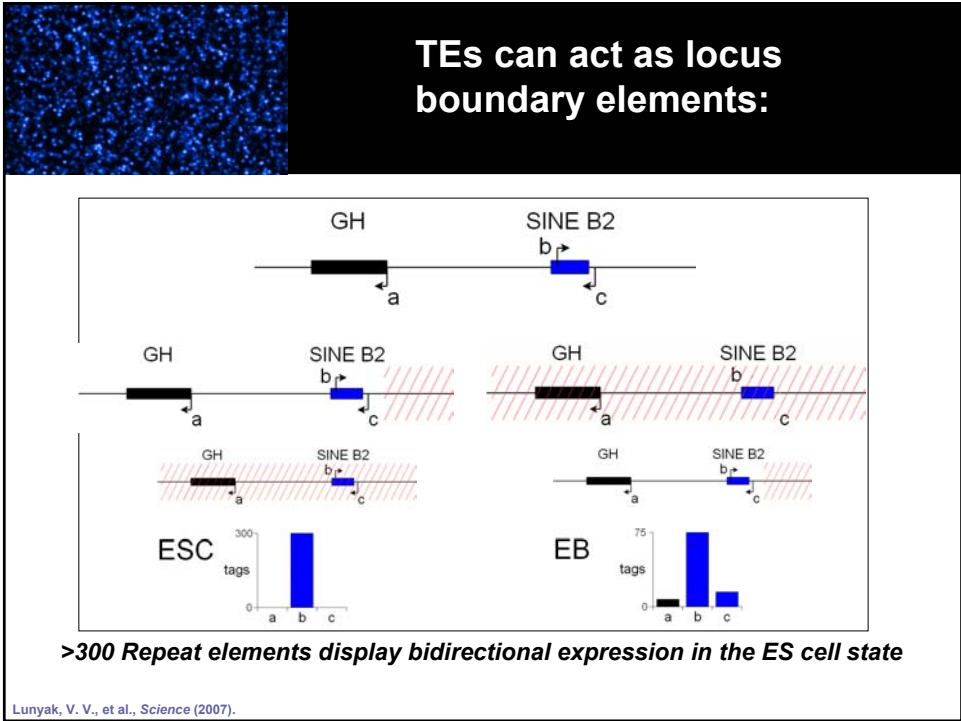 TEs can act as locus
boundary elements:
GH SINE B2
b
a c
GH SINE B2
b
a c
GH SINE B2
b
a c
GH SINE B2
b
a c
GH SINE B2
b
a c
ESC
300
tags
0
a b c
EB
75
tags
0
a b c
>300 Repeat elements display bidirectional expression in the ES cell state
Lunyak, V. V., et al., Science (2007).